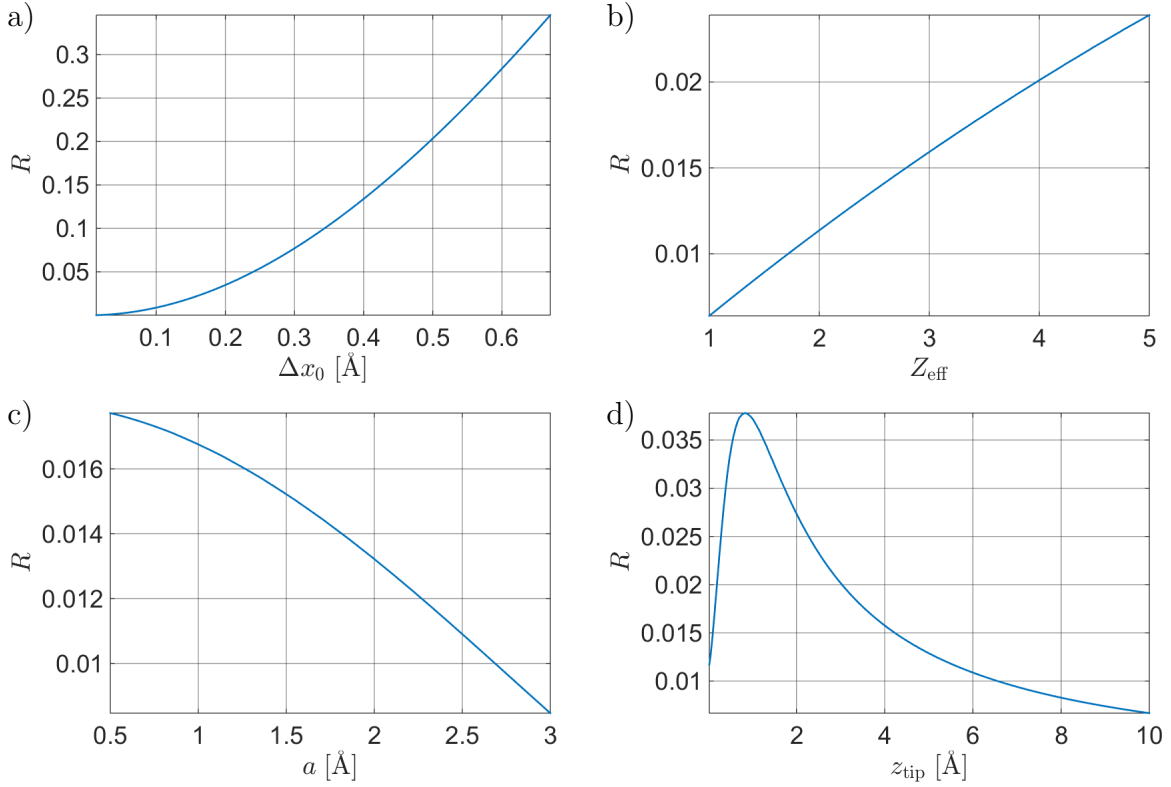 a)
0.3
0.25
0.2
0.15
0.1
0.05
R
0.1 0.2 0.3 0.4 0.5 0.6
Δx₀ [Å]
b)
0.02
0.015
0.01
R
1 2 3 4 5
Z_eff
c)
0.016
0.014
0.012
0.01
R
0.5 1 1.5 2 2.5 3
a [Å]
d)
0.035
0.03
0.025
0.02
0.015
0.01
R
2 4 6 8 10
z_tip [Å]